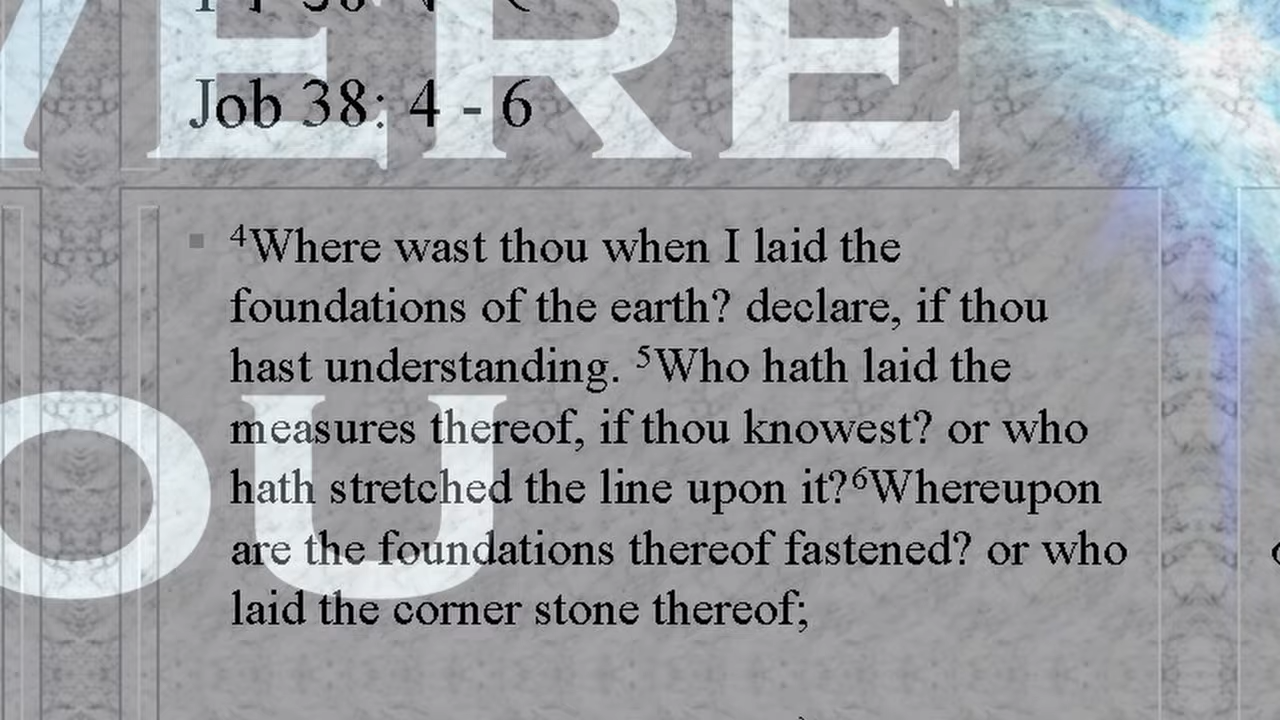 ERE
Job 38: 4 - 6
⁴Where wast thou when I laid the
foundations of the earth? declare, if thou
hast understanding. ⁵Who hath laid the
measures thereof, if thou knowest? or who
hath stretched the line upon it?⁶Whereupon
are the foundations thereof fastened? or who
laid the corner stone thereof;
OU